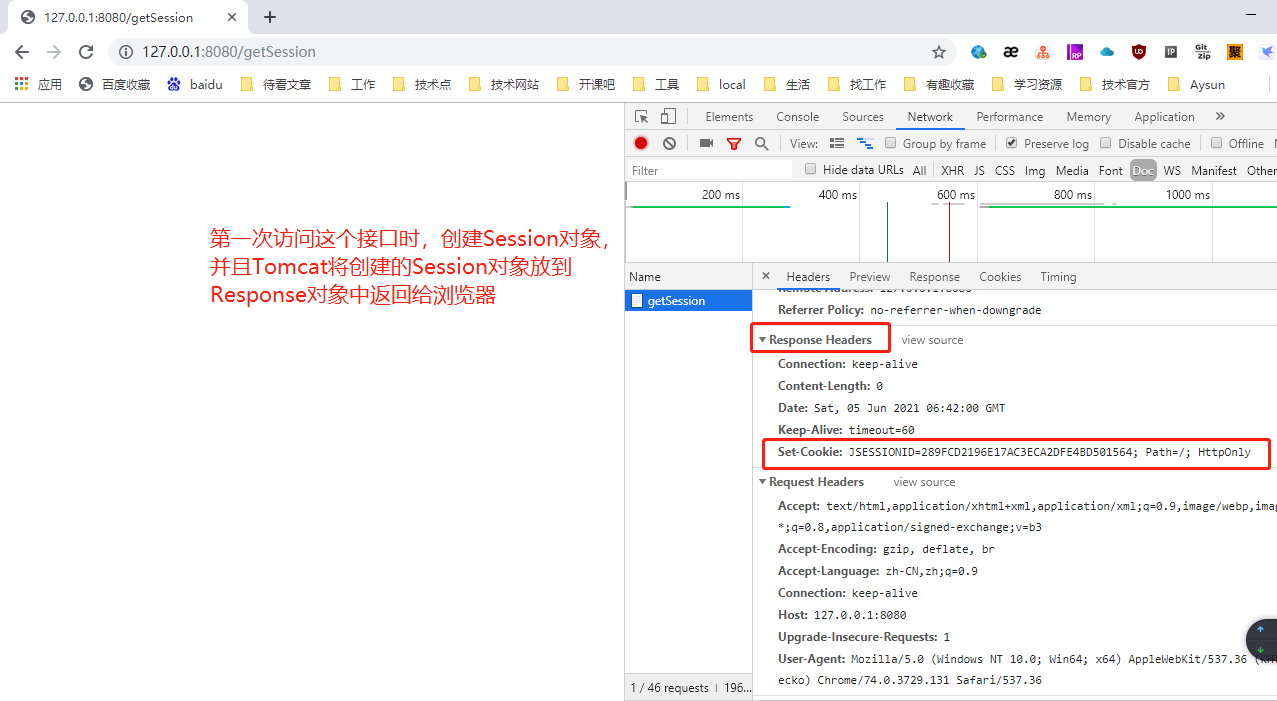 127.0.0.1:8080/getSession
127.0.0.1:8080/getSession
应用 百度收藏 baidu 待看文章 工作 技术点 技术网站 开课吧 工具 local 生活 找工作 有趣收藏 学习资源 技术官方 Aysun
Elements Console Sources Network Performance Memory Application
View: Group by frame Preserve log Disable cache Offline
Filter Hide data URLs All XHR JS CSS Img Media Font Doc WS Manifest Other
200 ms 400 ms 600 ms 800 ms 1000 ms
第一次访问这个接口时，创建Session对象，
并且Tomcat将创建的Session对象放到
Response对象中返回给浏览器
Name
getSession
Headers Preview Response Cookies Timing
Remote Address: 127.0.0.1:8080
Referrer Policy: no-referrer-when-downgrade
Response Headers view source
Connection: keep-alive
Content-Length: 0
Date: Sat, 05 Jun 2021 06:42:00 GMT
Keep-Alive: timeout=60
Set-Cookie: JSESSIONID=289FCD2196E17AC3ECA2DFE4BD501564; Path=/; HttpOnly
Request Headers view source
Accept: text/html,application/xhtml+xml,application/xml;q=0.9,image/webp,imag
*;q=0.8,application/signed-exchange;v=b3
Accept-Encoding: gzip, deflate, br
Accept-Language: zh-CN,zh;q=0.9
Connection: keep-alive
Host: 127.0.0.1:8080
Upgrade-Insecure-Requests: 1
User-Agent: Mozilla/5.0 (Windows NT 10.0; Win64; x64) AppleWebKit/537.36 (KHT
ecko) Chrome/74.0.3729.131 Safari/537.36
1 / 46 requests 196...